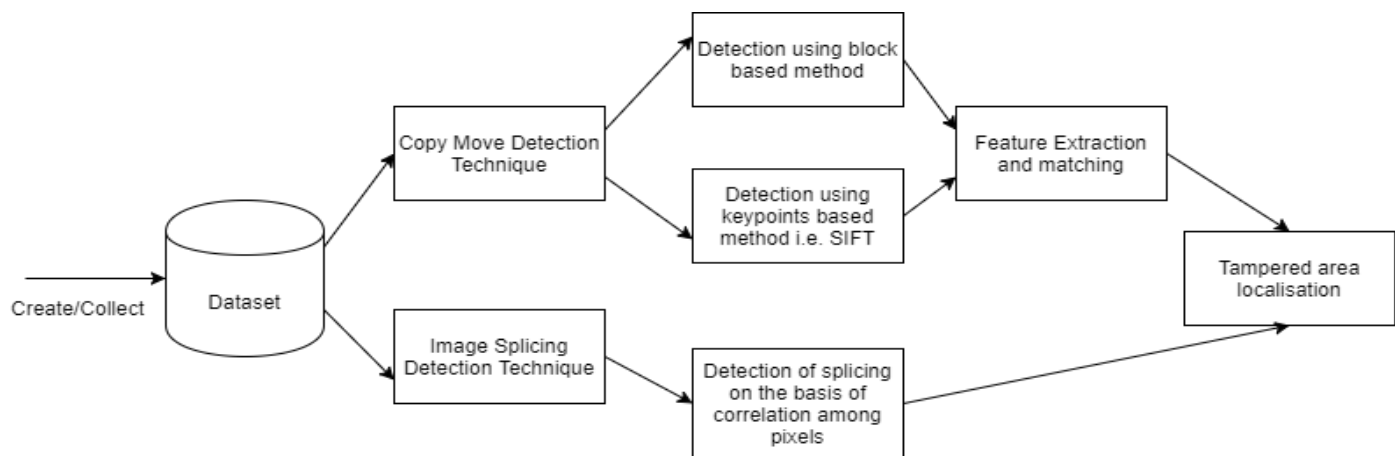 Create/Collect
Dataset
Copy Move Detection
Technique
Image Splicing
Detection Technique
Detection using block
based method
Detection using
keypoints based
method i.e. SIFT
Detection of splicing
on the basis of
correlation among
pixels
Feature Extraction
and matching
Tampered area
localisation